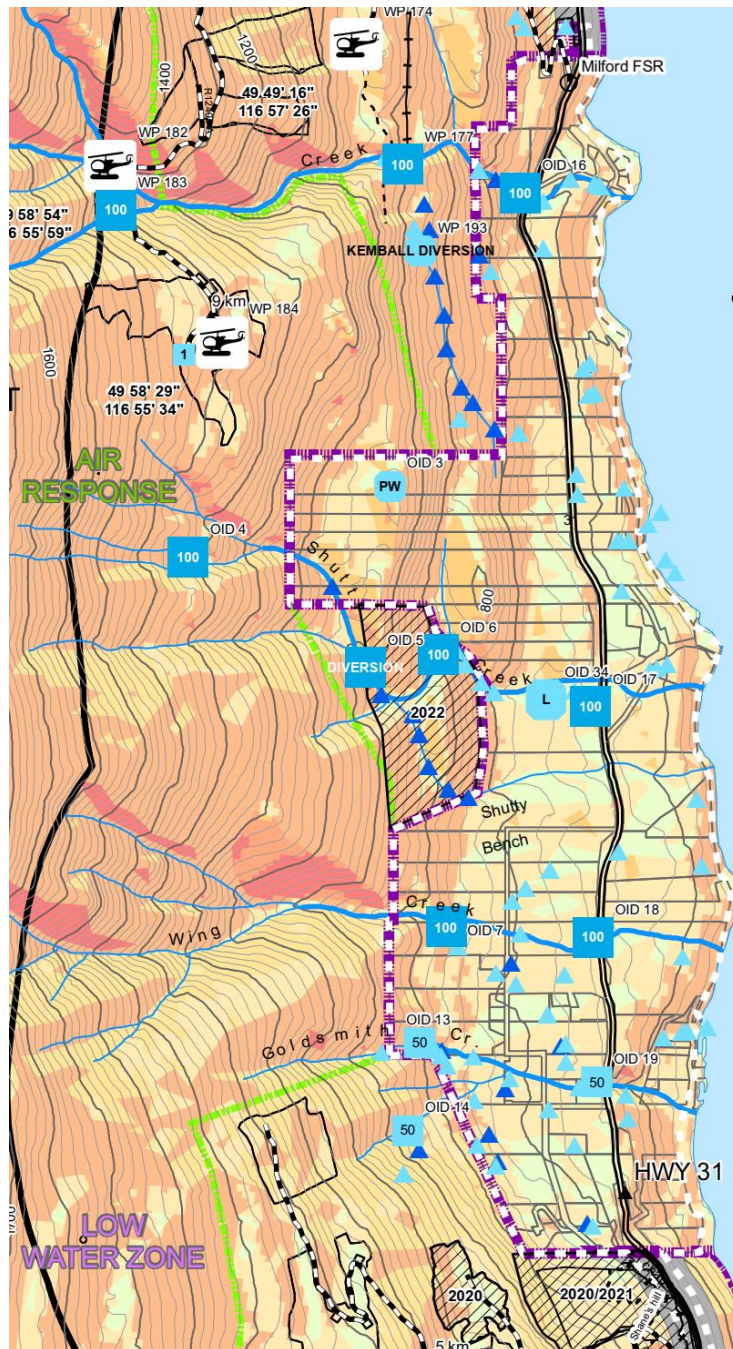 WP 174
1200
1400
Milford FSR
49.49' 16"
116 57' 26"
WP 182
WP 177
Creek
100
OID 16
100
WP 183
100
9 58' 54"
6 55' 59"
WP 193
KEMBALL DIVERSION
9 km
WP 184
1
1600
49 58' 29"
116 55' 34"
T
AIR
RESPONSE
OID 3
PW
3
OID 4
100
Shutt
800
OID 6
OID 5
100
DIVERSION
Creek
OID 34
OID 17
L
100
2022
Shutty
Bench
Creek
OID 18
OID 7
100
100
Wing
OID 13
Goldsmith
Cr.
50
OID 19
50
OID 14
50
HWY 31
LOW
WATER ZONE
2020
2020/2021
Shane's hill
5 km